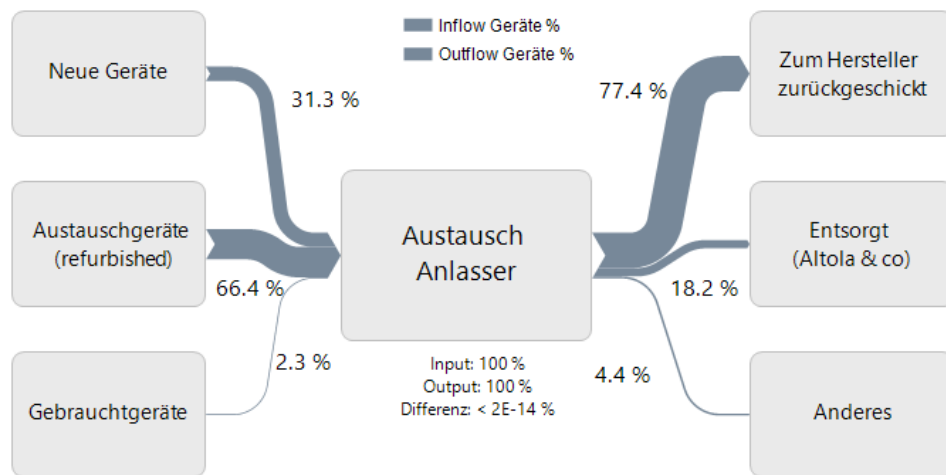 Inflow Geräte %
Outflow Geräte %
Neue Geräte
31.3 %
77.4 %
Zum Hersteller
zurückgeschickt
Austauschgeräte
(refurbished)
66.4 %
Austausch
Anlasser
Entsorgt
(Altola & co)
18.2 %
Gebrauchtgeräte
2.3 %
Input: 100 %
Output: 100 %
Differenz: < 2E-14 %
4.4 %
Anderes